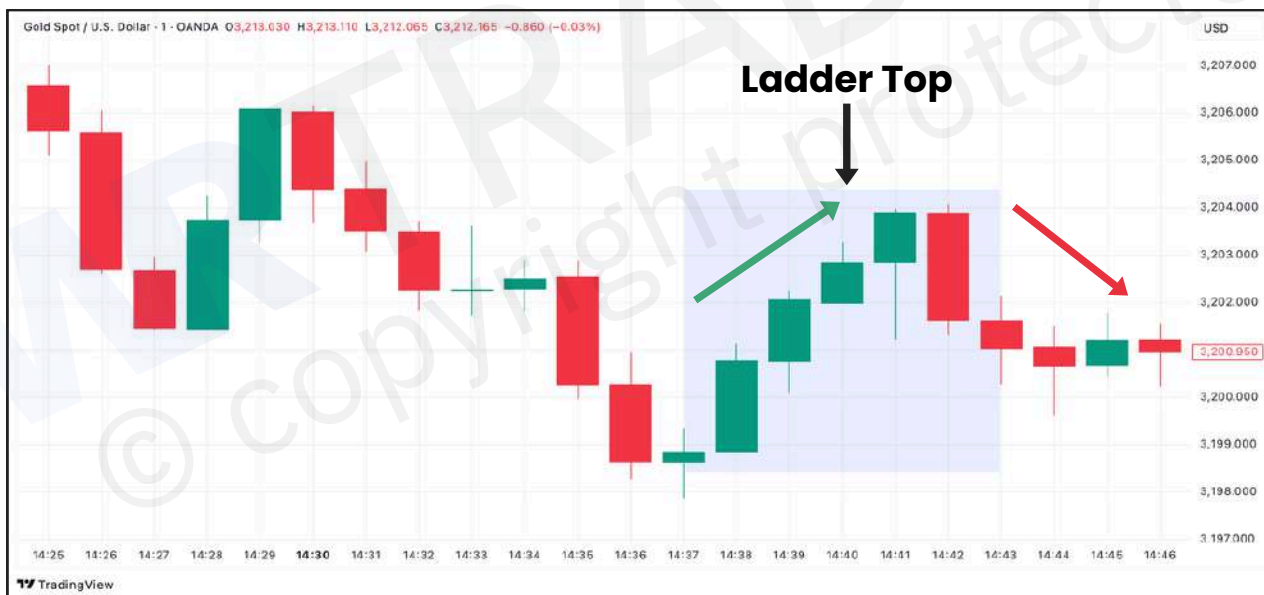 Gold Spot / U.S. Dollar · 1 · OANDA O3,213.030 H3,213.110 L3,212.065 C3,212.165 −0.860 (−0.03%)
USD
Ladder Top
3,207.000
3,206.000
3,205.000
3,204.000
3,203.000
3,202.000
3,200.950
3,200.000
3,199.000
3,198.000
3,197.000
14:25 14:26 14:27 14:28 14:29 14:30 14:31 14:32 14:33 14:34 14:35 14:36 14:37 14:38 14:39 14:40 14:41 14:42 14:43 14:44 14:45 14:46
TradingView
© copyright protecte